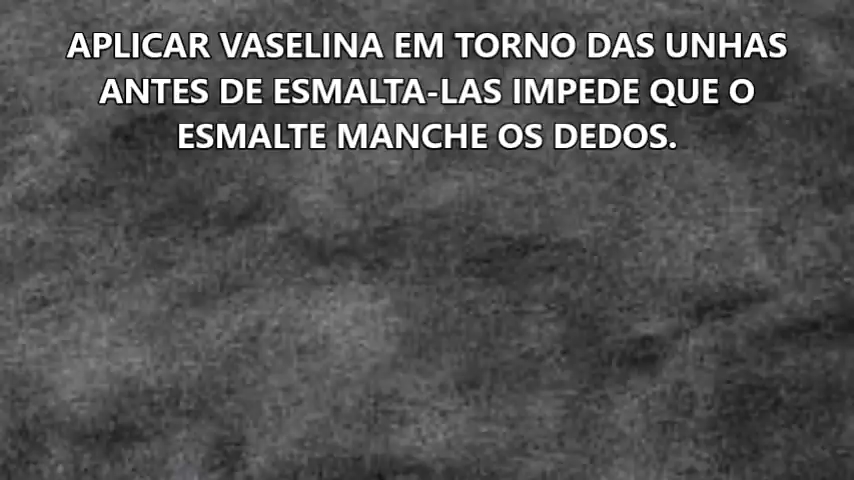 APLICAR VASELINA EM TORNO DAS UNHAS
ANTES DE ESMALTA-LAS IMPEDE QUE O
ESMALTE MANCHE OS DEDOS.